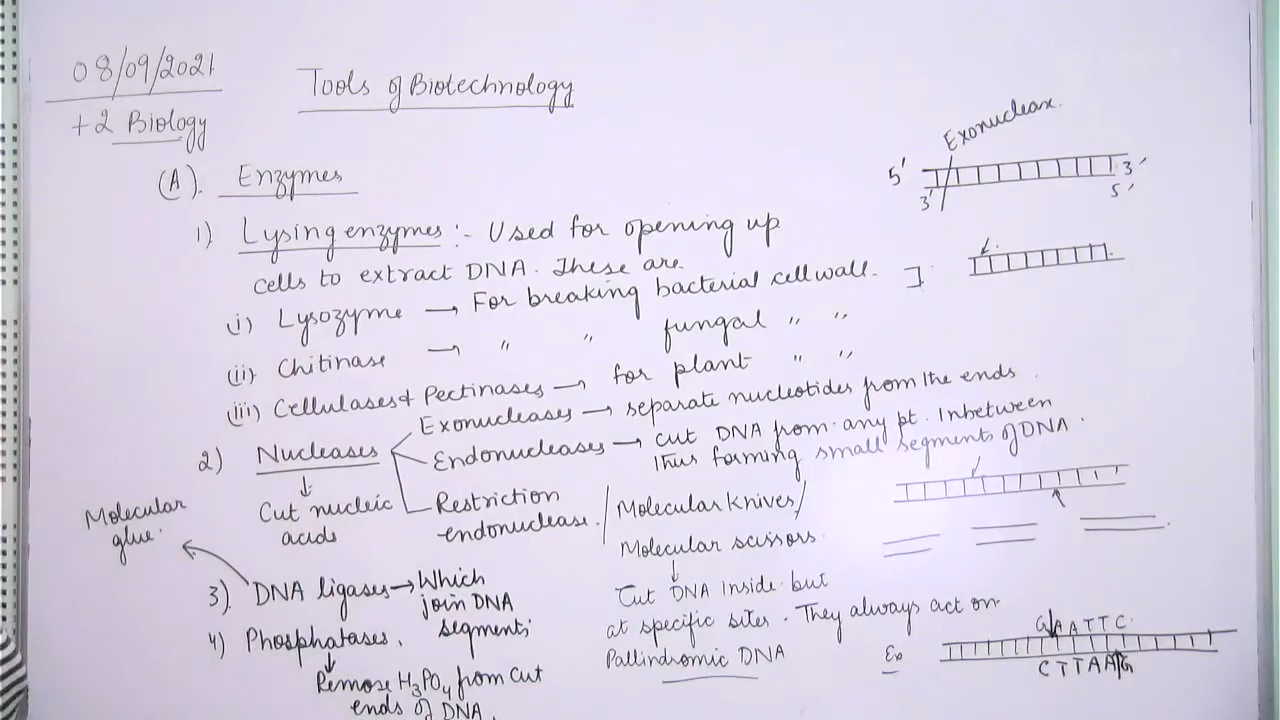 08/09/2021
+2 Biology
Tools of Biotechnology
(A). Enzymes
1) Lysing enzymes :- Used for opening up
cells to extract DNA. These are
(i) Lysozyme → For breaking bacterial cell wall.
(ii) Chitinase → " " fungal " "
(iii) Cellulases & Pectinases → for plant " "
2) Nucleases
↓
Cut nucleic
acids
Exonucleases → separate nucleotides from the ends
Endonucleases → cut DNA from any pt. Inbetween
thus forming small segments of DNA.
Restriction
endonuclease. / Molecular Knives/
Molecular scissors.
↓
Cut DNA inside but
at specific sites. They always act on
Pallindromic DNA
3) DNA ligases → Which
join DNA
segments
Molecular
glue.
4) Phosphatases.
↓
Remose H3PO4 from cut
ends of DNA.
Exonuclease.
5' 3'
3' 5'
Eg
GAATTC.
CTTAAG